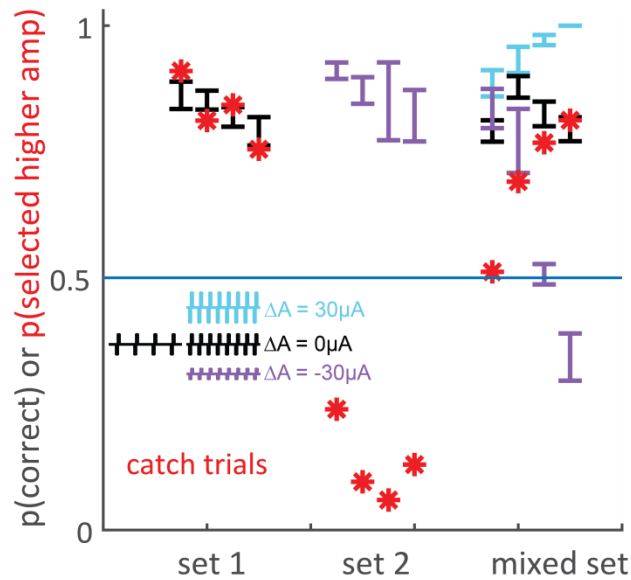 p(correct) or p(selected higher amp)
1
0.5
0
ΔA = 30μA
ΔA = 0μA
ΔA = -30μA
catch trials
set 1
set 2
mixed set